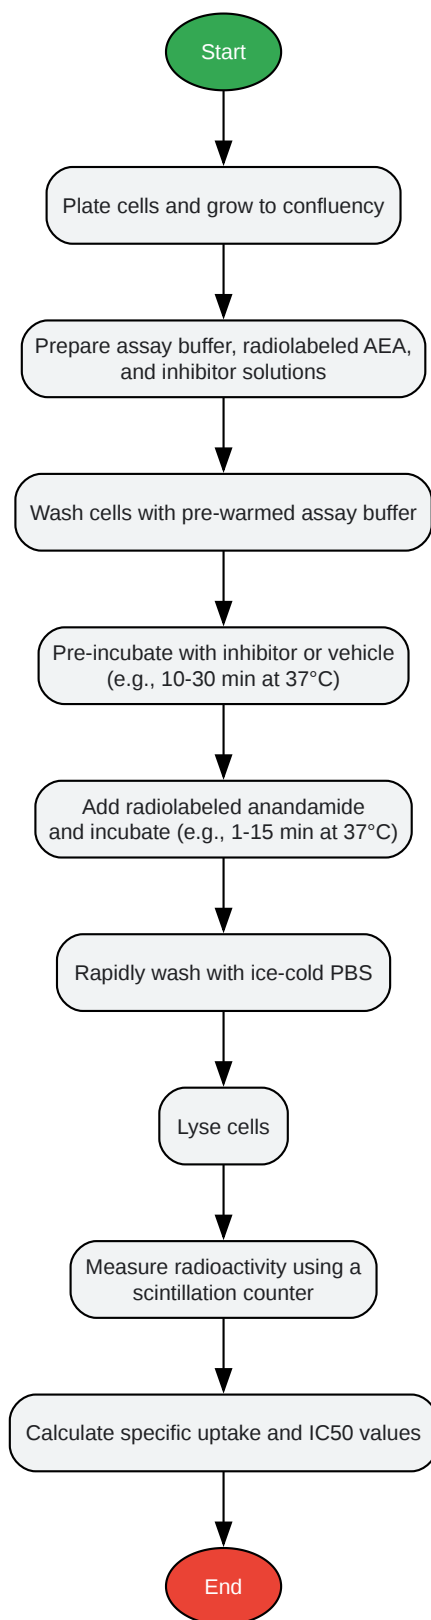 Start
Plate cells and grow to confluency
Prepare assay buffer, radiolabeled AEA,
and inhibitor solutions
Wash cells with pre-warmed assay buffer
Pre-incubate with inhibitor or vehicle
(e.g., 10-30 min at 37°C)
Add radiolabeled anandamide
and incubate (e.g., 1-15 min at 37°C)
Rapidly wash with ice-cold PBS
Lyse cells
Measure radioactivity using a
scintillation counter
Calculate specific uptake and IC50 values
End